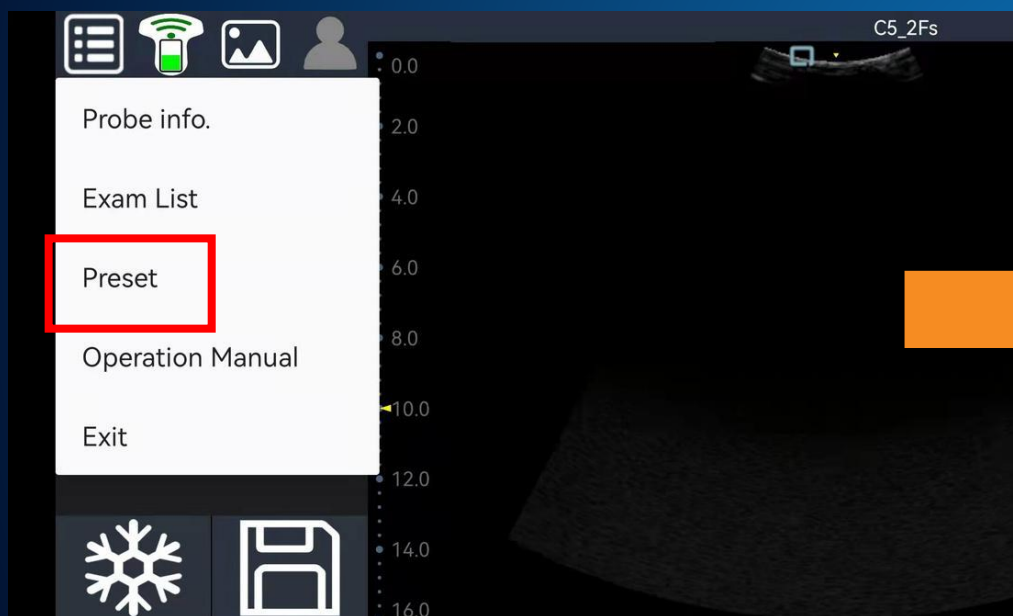 C5_2Fs
Probe info.
Exam List
Preset
Operation Manual
Exit
0.0
2.0
4.0
6.0
8.0
10.0
12.0
14.0
16.0